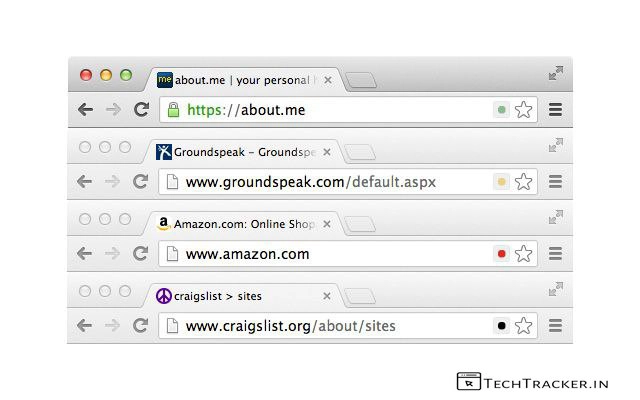 me about.me | your personal h
https://about.me
Groundspeak – Groundspe
www.groundspeak.com/default.aspx
a Amazon.com: Online Shop
www.amazon.com
craigslist > sites
www.craigslist.org/about/sites
TECHTRACKER.IN